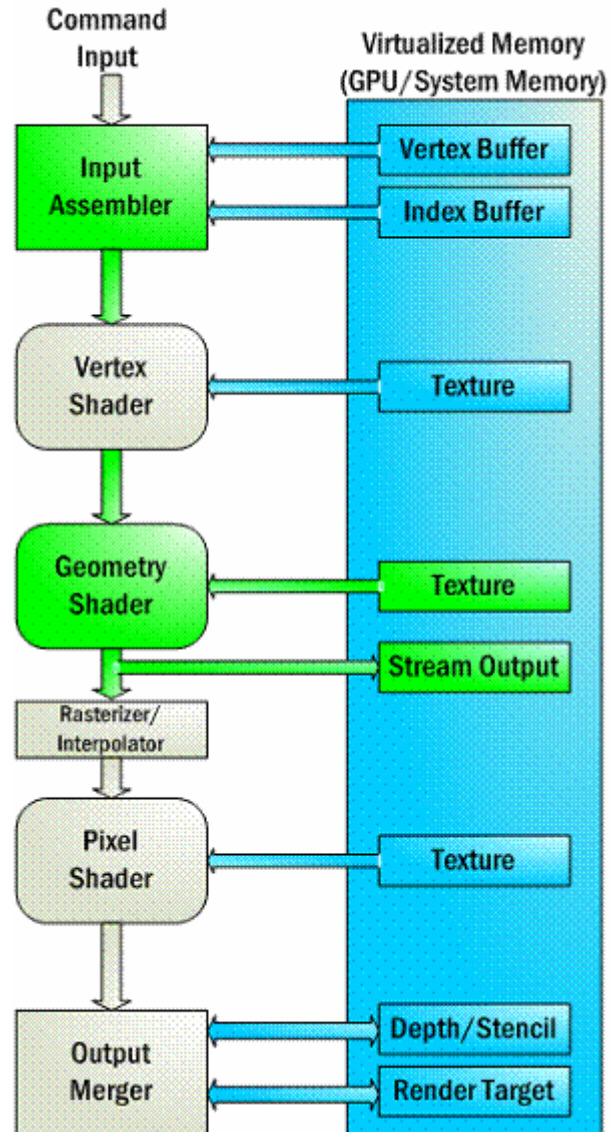 Command
Input
Virtualized Memory
(GPU/System Memory)
Input
Assembler
Vertex Buffer
Index Buffer
Vertex
Shader
Texture
Geometry
Shader
Texture
Stream Output
Rasterizer/
Interpolator
Pixel
Shader
Texture
Output
Merger
Depth/Stencil
Render Target